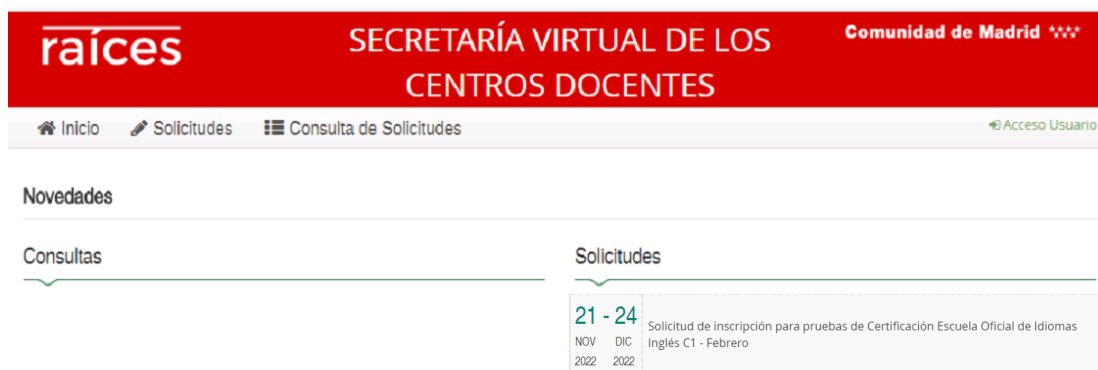 raíces
SECRETARÍA VIRTUAL DE LOS
CENTROS DOCENTES
Comunidad de Madrid
Inicio
Solicitudes
Consulta de Solicitudes
Acceso Usuario
Novedades
Consultas
Solicitudes
21 - 24
NOV DIC
2022 2022
Solicitud de inscripción para pruebas de Certificación Escuela Oficial de Idiomas
Inglés C1 - Febrero